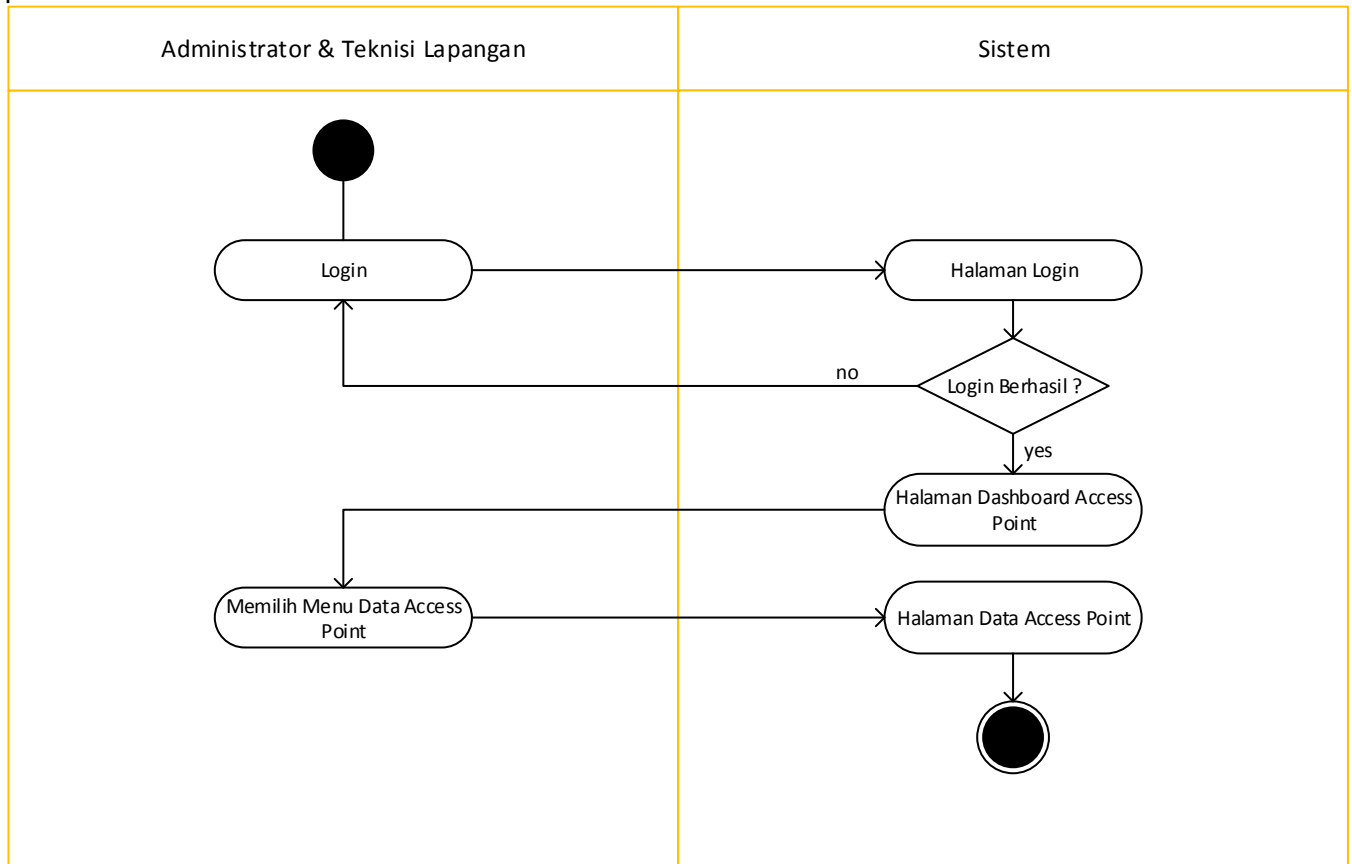 Administrator & Teknisi Lapangan
Sistem
Login
Halaman Login
no
Login Berhasil ?
yes
Halaman Dashboard Access
Point
Memilih Menu Data Access
Point
Halaman Data Access Point